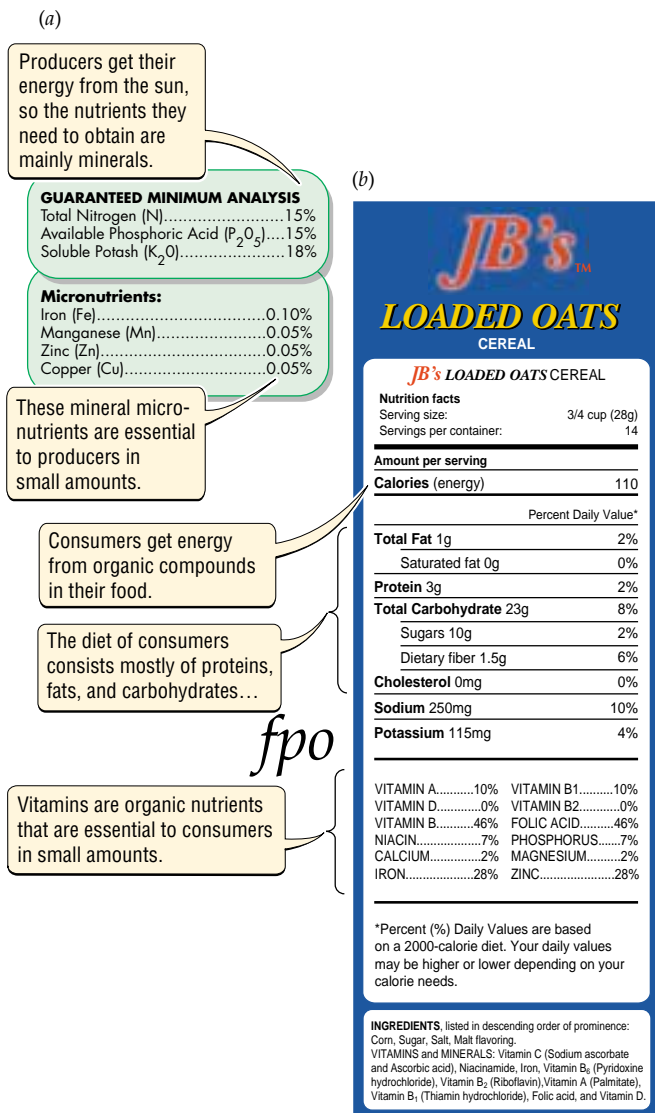 (a)
Producers get their
energy from the sun,
so the nutrients they
need to obtain are
mainly minerals.
GUARANTEED MINIMUM ANALYSIS
Total Nitrogen (N)........................15%
Available Phosphoric Acid (P2O5)....15%
Soluble Potash (K2O).....................18%
Micronutrients:
Iron (Fe)....................................0.10%
Manganese (Mn)......................0.05%
Zinc (Zn)...................................0.05%
Copper (Cu)..............................0.05%
These mineral micro-
nutrients are essential
to producers in
small amounts.
Consumers get energy
from organic compounds
in their food.
The diet of consumers
consists mostly of proteins,
fats, and carbohydrates…
fpo
Vitamins are organic nutrients
that are essential to consumers
in small amounts.
(b)
JB's™
LOADED OATS
CEREAL
JB's LOADED OATS CEREAL
Nutrition facts
Serving size: 3/4 cup (28g)
Servings per container: 14
Amount per serving
Calories (energy) 110
Percent Daily Value*
Total Fat 1g 2%
Saturated fat 0g 0%
Protein 3g 2%
Total Carbohydrate 23g 8%
Sugars 10g 2%
Dietary fiber 1.5g 6%
Cholesterol 0mg 0%
Sodium 250mg 10%
Potassium 115mg 4%
VITAMIN A..........10% VITAMIN B1..........10%
VITAMIN D............0% VITAMIN B2............0%
VITAMIN B..........46% FOLIC ACID..........46%
NIACIN...................7% PHOSPHORUS......7%
CALCIUM...............2% MAGNESIUM.........2%
IRON....................28% ZINC.....................28%
*Percent (%) Daily Values are based
on a 2000-calorie diet. Your daily values
may be higher or lower depending on your
calorie needs.
INGREDIENTS, listed in descending order of prominence:
Corn, Sugar, Salt, Malt flavoring.
VITAMINS and MINERALS: Vitamin C (Sodium ascorbate
and Ascorbic acid), Niacinamide, Iron, Vitamin B6 (Pyridoxine
hydrochloride), Vitamin B2 (Riboflavin),Vitamin A (Palmitate),
Vitamin B1 (Thiamin hydrochloride), Folic acid, and Vitamin D.